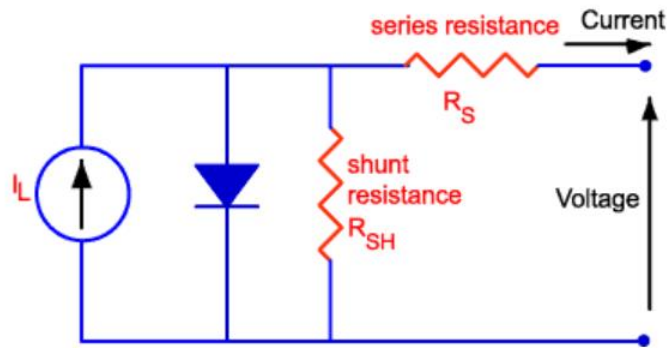 series resistance
Current
R_S
I_L
shunt
resistance
R_SH
Voltage